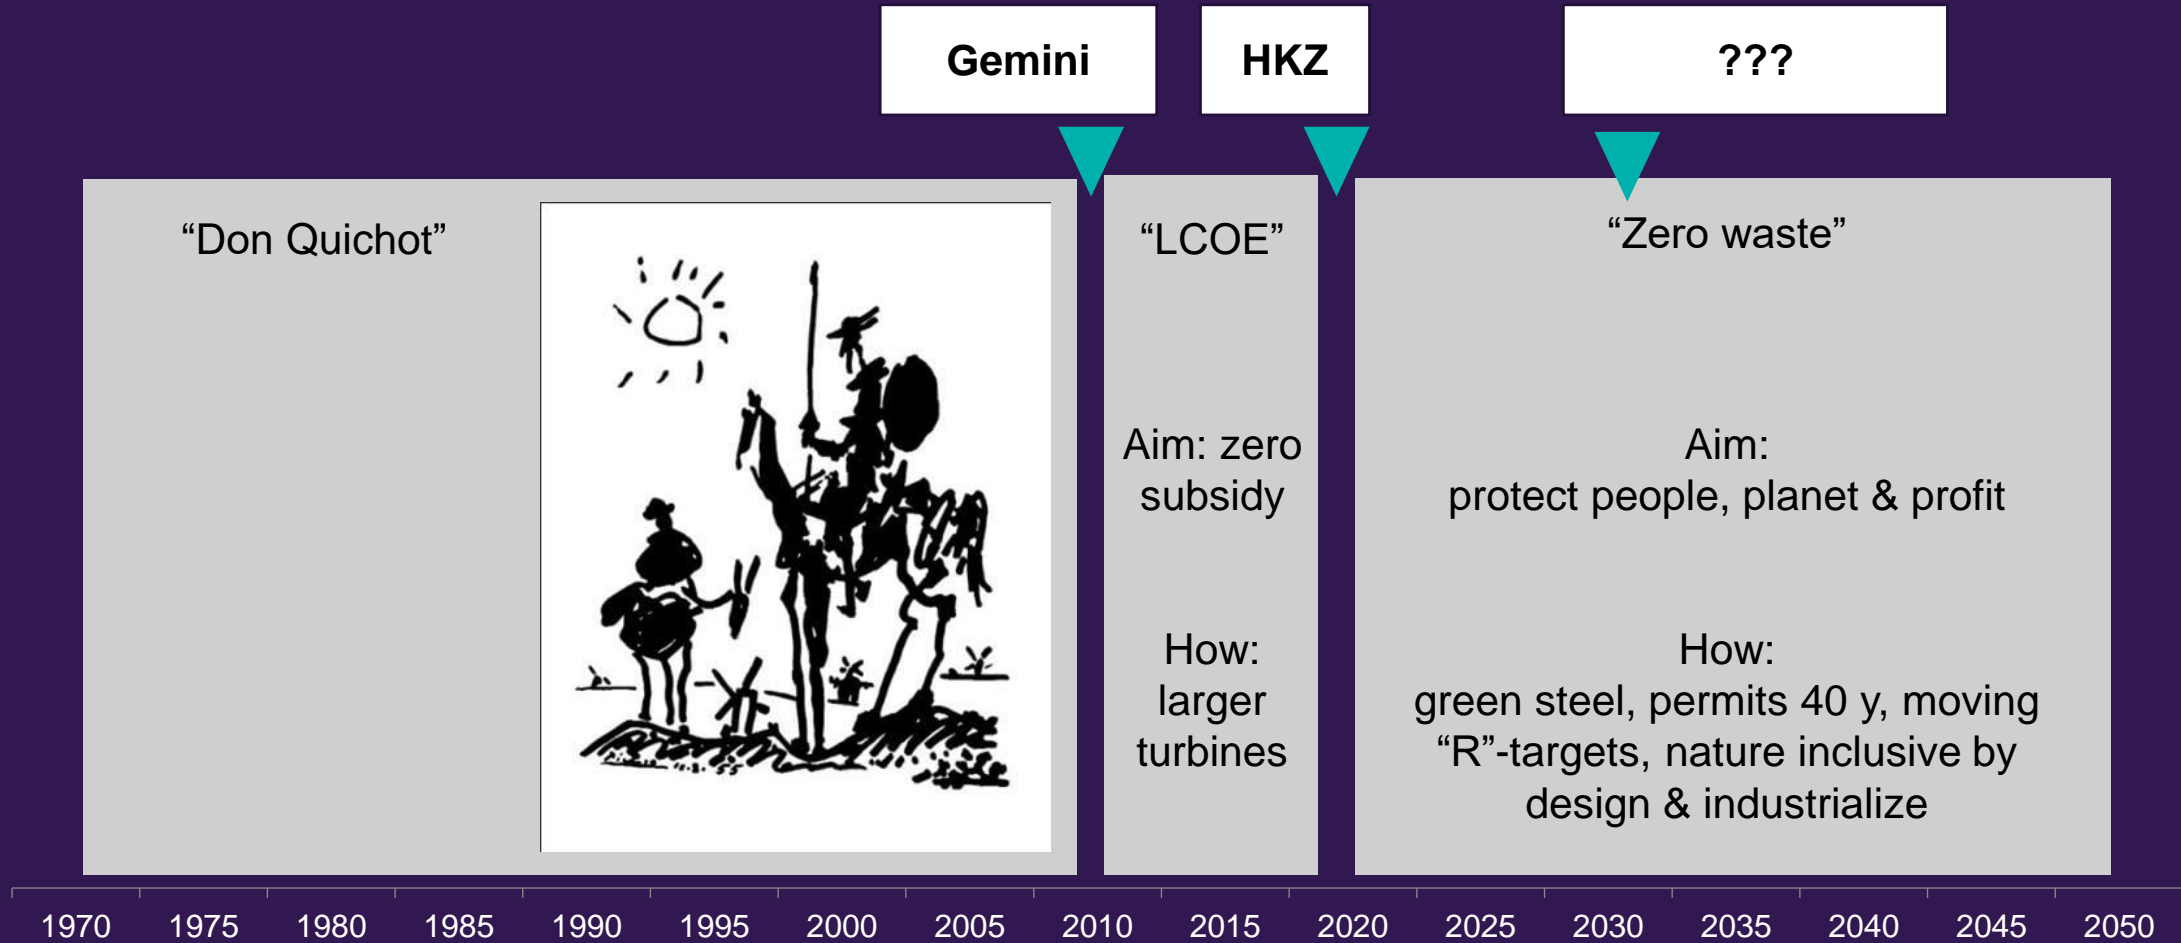 Gemini
HKZ
???
“Don Quichot”
“LCOE”
Aim: zero
subsidy
How:
larger
turbines
“Zero waste”
Aim:
protect people, planet & profit
How:
green steel, permits 40 y, moving
“R”-targets, nature inclusive by
design & industrialize
1970 1975 1980 1985 1990 1995 2000 2005 2010 2015 2020 2025 2030 2035 2040 2045 2050